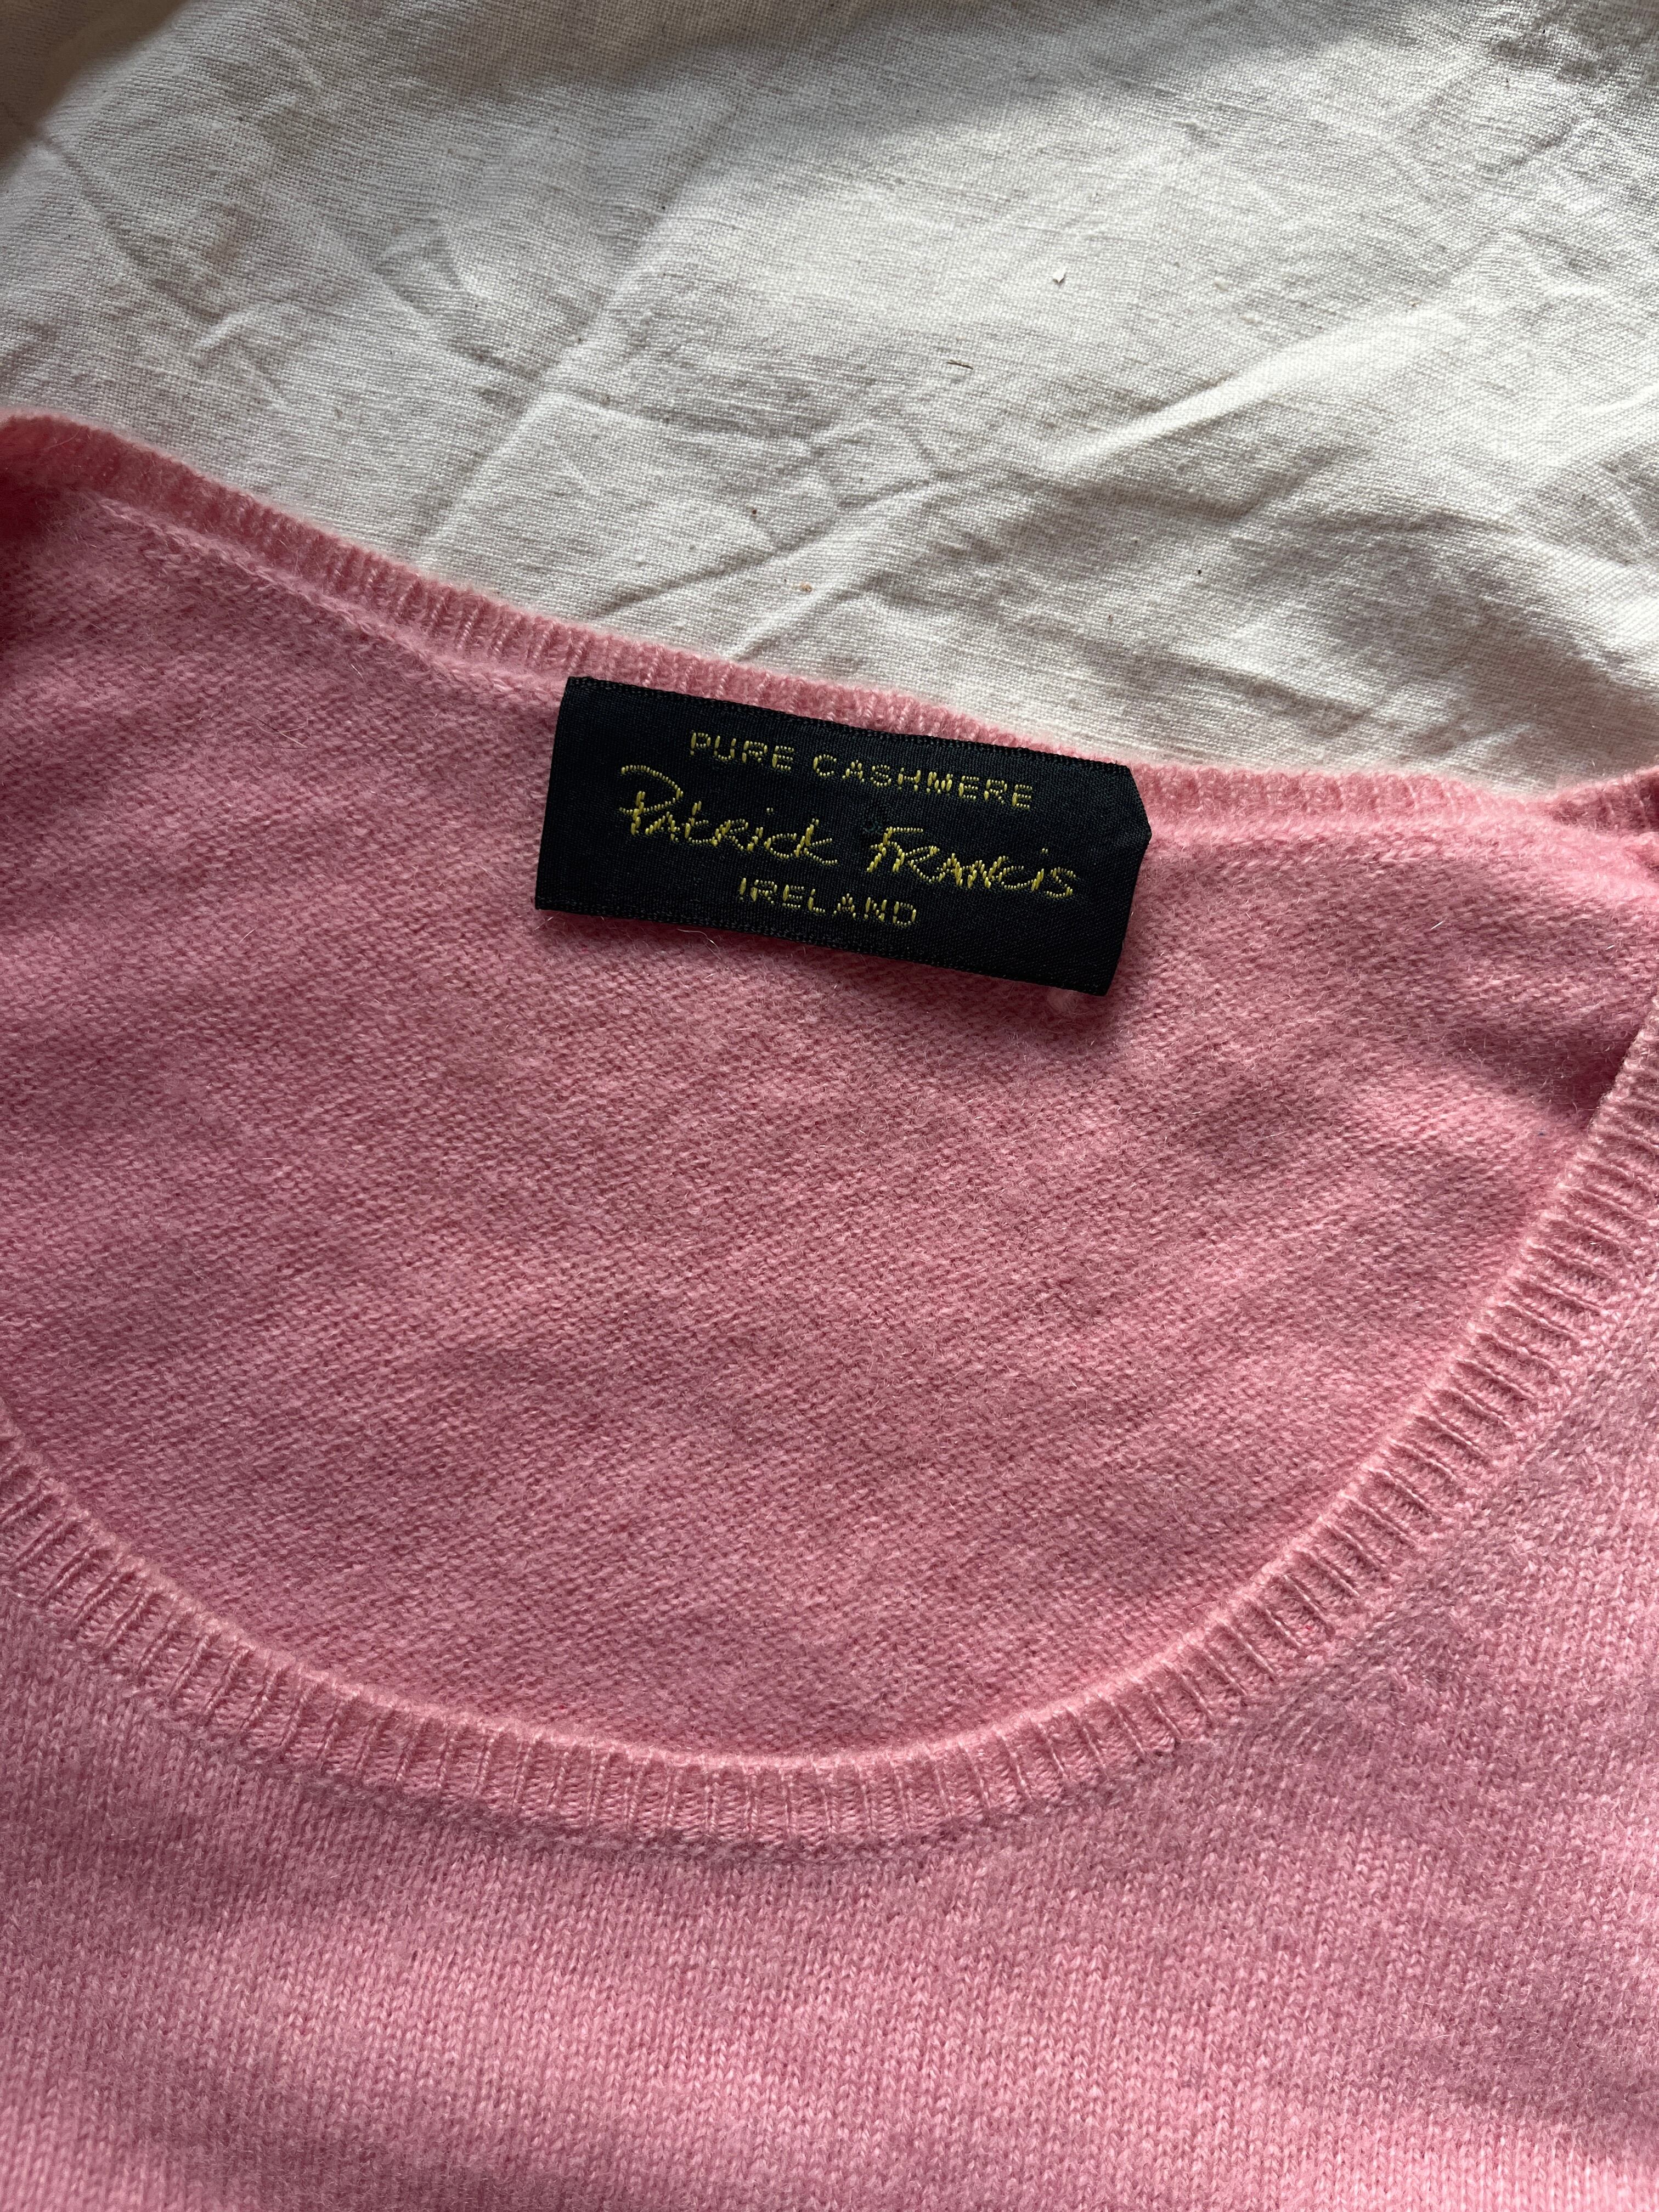 PURE CASHMERE
Patrick Francis
IRELAND